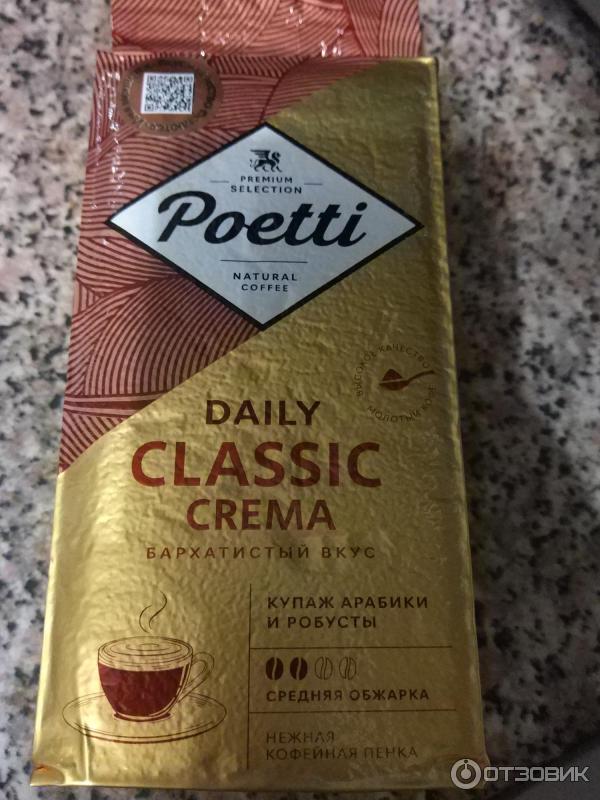 PREMIUM
SELECTION
Poetti
NATURAL
COFFEE
ВЫСОКОЕ КАЧЕСТВО
МОЛОТЫЙ КОФЕ
DAILY
CLASSIC
CREMA
БАРХАТИСТЫЙ ВКУС
КУПАЖ АРАБИКИ
И РОБУСТЫ
СРЕДНЯЯ ОБЖАРКА
НЕЖНАЯ
КОФЕЙНАЯ ПЕНКА
ОТЗОВИК